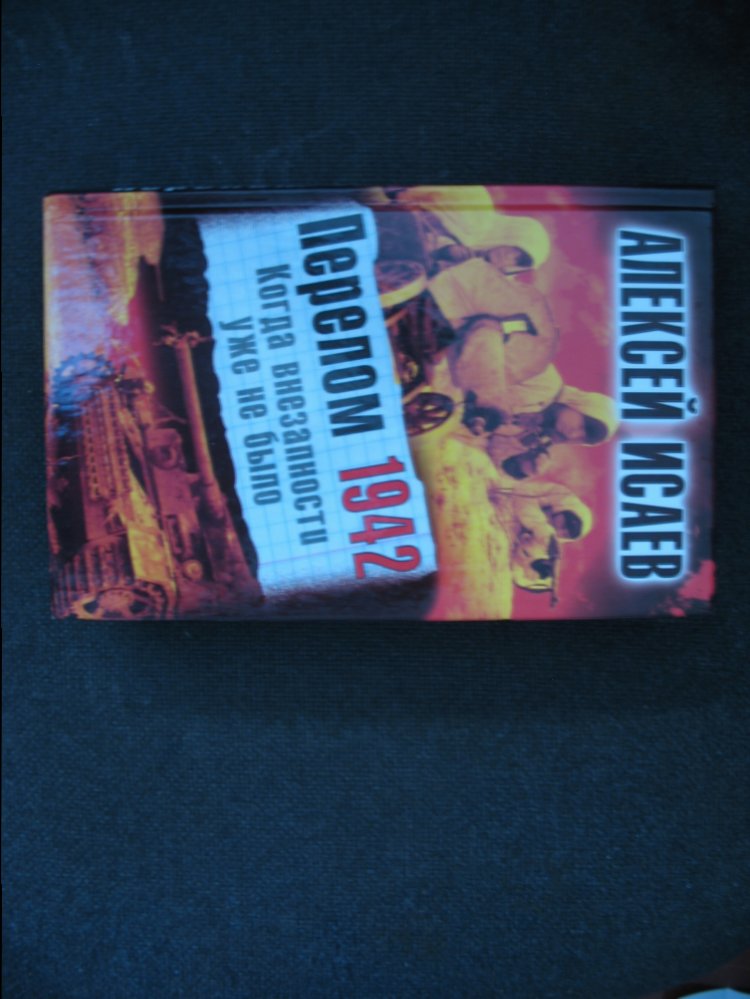 АЛЕКСЕЙ ИСАЕВ
Перелом 1942
Когда внезапности
уже не было